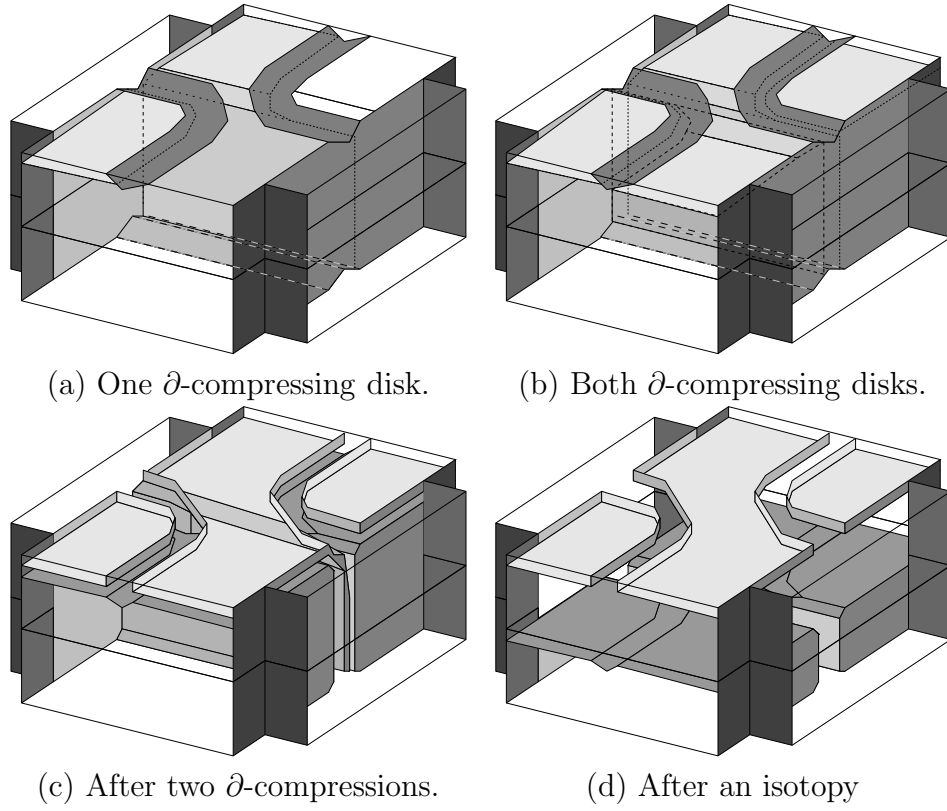 (a) One ∂-compressing disk.
(b) Both ∂-compressing disks.
(c) After two ∂-compressions.
(d) After an isotopy